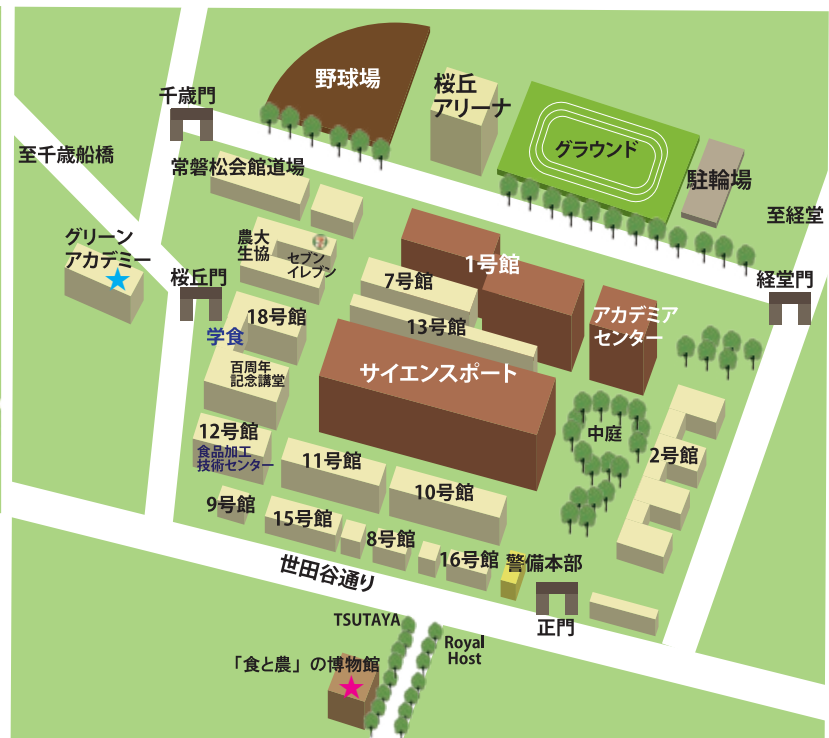 野球場
桜丘
アリーナ
千歳門
グラウンド
至千歳船橋
常磐松会館道場
駐輪場
至経堂
グリーン
アカデミー
農大
生協
セブン
イレブン
1号館
桜丘門
7号館
経堂門
18号館
13号館
アカデミア
センター
学食
百周年
記念講堂
サイエンスポート
12号館
食品加工
技術センター
中庭
2号館
11号館
10号館
9号館
15号館
8号館
16号館
警備本部
世田谷通り
正門
TSUTAYA
Royal
Host
「食と農」の博物館